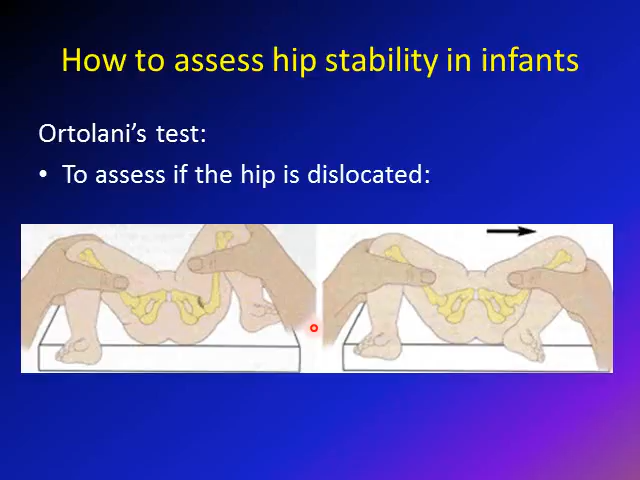 How to assess hip stability in infants
Ortolani’s test:
• To assess if the hip is dislocated: